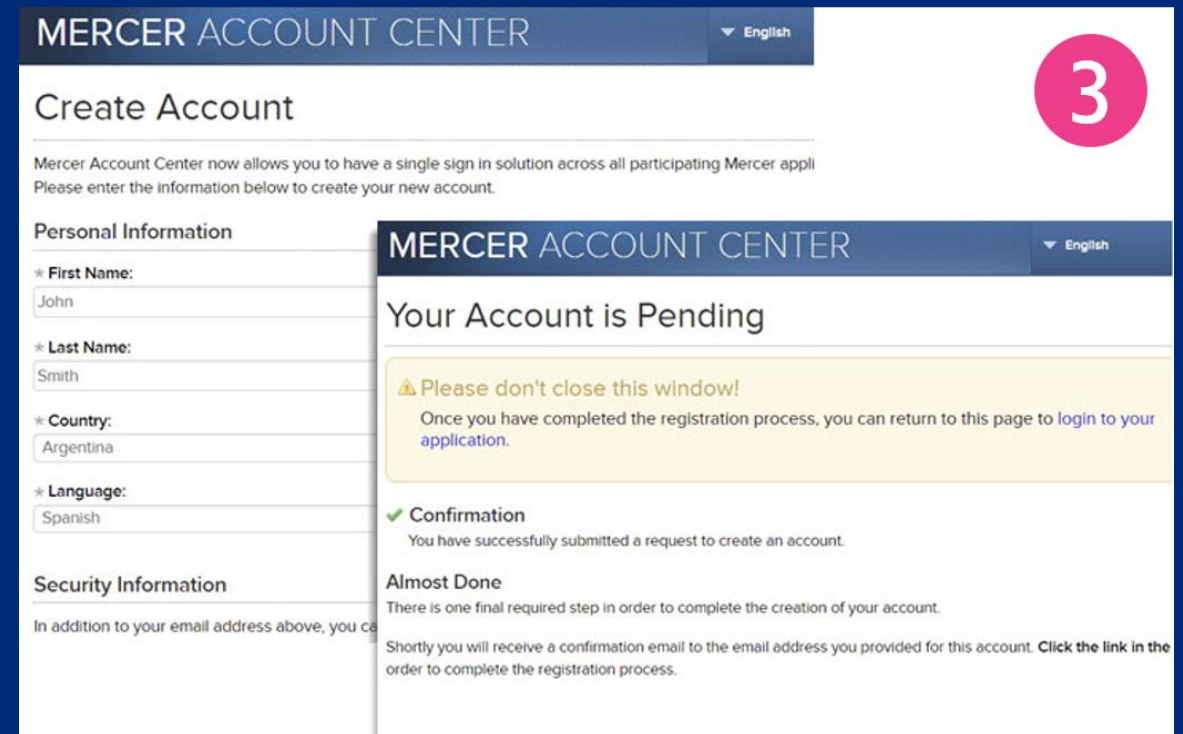 MERCER ACCOUNT CENTER
English
3
Create Account
Mercer Account Center now allows you to have a single sign in solution across all participating Mercer appli
Please enter the information below to create your new account.
Personal Information
* First Name:
John
* Last Name:
Smith
* Country:
Argentina
* Language:
Spanish
Security Information
In addition to your email address above, you ca
MERCER ACCOUNT CENTER
English
Your Account is Pending
Please don't close this window!
Once you have completed the registration process, you can return to this page to login to your
application.
Confirmation
You have successfully submitted a request to create an account.
Almost Done
There is one final required step in order to complete the creation of your account.
Shortly you will receive a confirmation email to the email address you provided for this account. Click the link in the
order to complete the registration process.